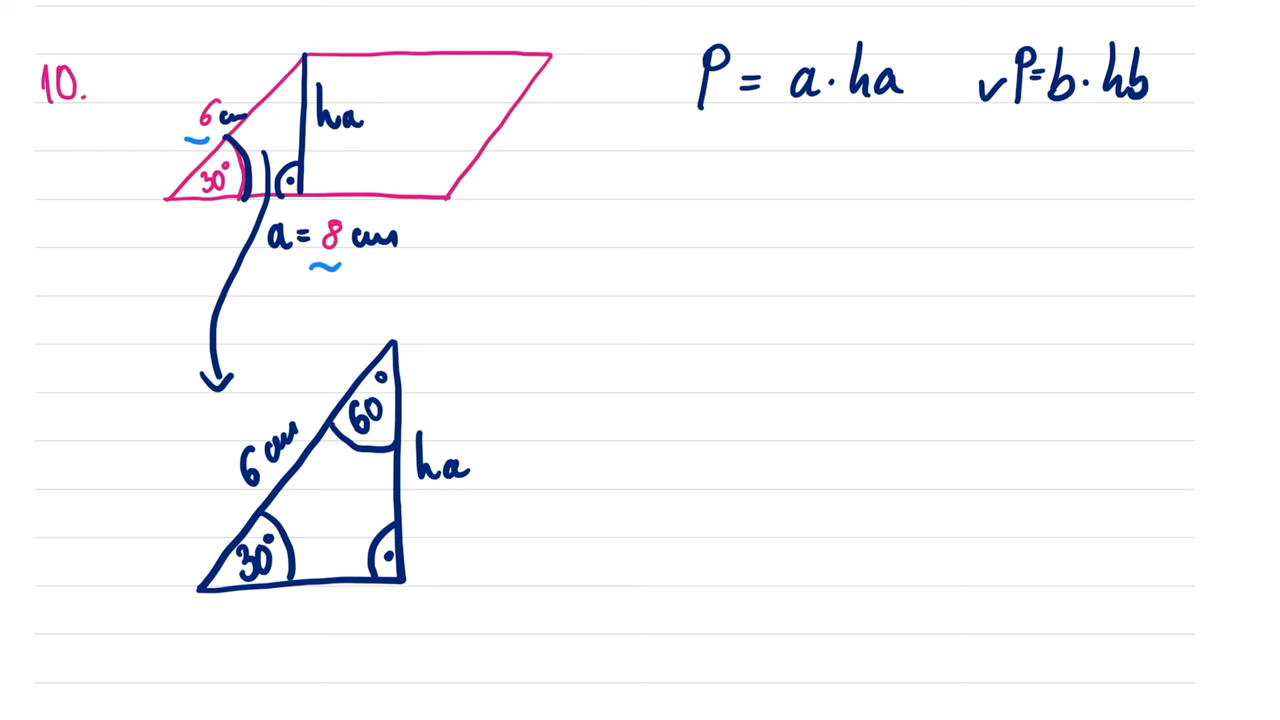 10.
P = a · ha v P = b · hb
6 cm
ha
30°
a = 8 cm
60°
6 cm
ha
30°